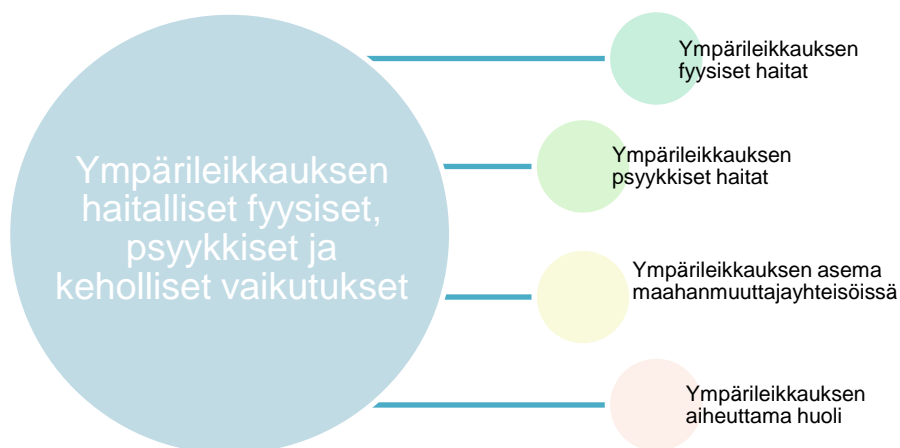 Ympärileikkauksen
haitalliset fyysiset,
psyykkiset ja
keholliset vaikutukset
Ympärileikkauksen
fyysiset haitat
Ympärileikkauksen
psyykkiset haitat
Ympärileikkauksen asema
maahanmuuttajayhteisöissä
Ympärileikkauksen
aiheuttama huoli